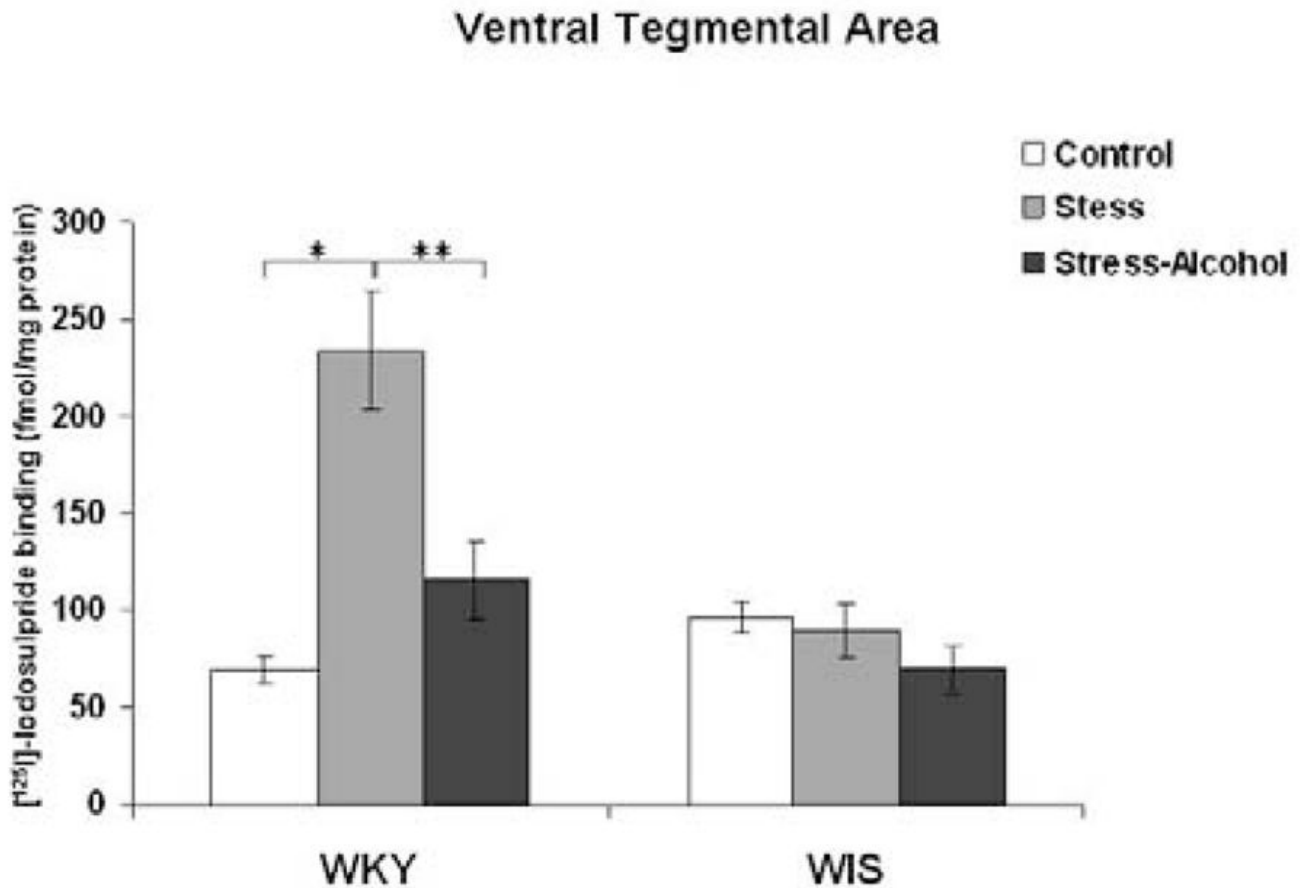 Ventral Tegmental Area
Control
Stess
Stress-Alcohol
[¹²⁵I]-Iodosulpride binding (fmol/mg protein)
300
250
200
150
100
50
0
* **
WKY WIS